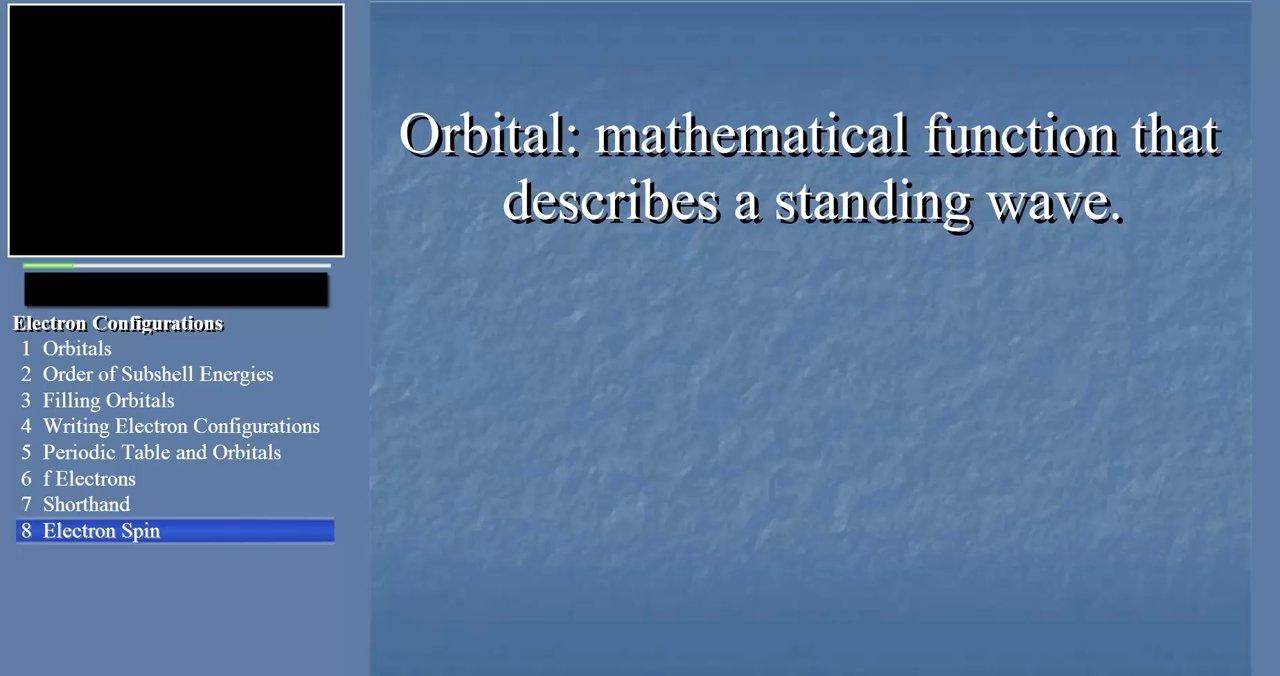 Orbital: mathematical function that
describes a standing wave.
Electron Configurations
1 Orbitals
2 Order of Subshell Energies
3 Filling Orbitals
4 Writing Electron Configurations
5 Periodic Table and Orbitals
6 f Electrons
7 Shorthand
8 Electron Spin